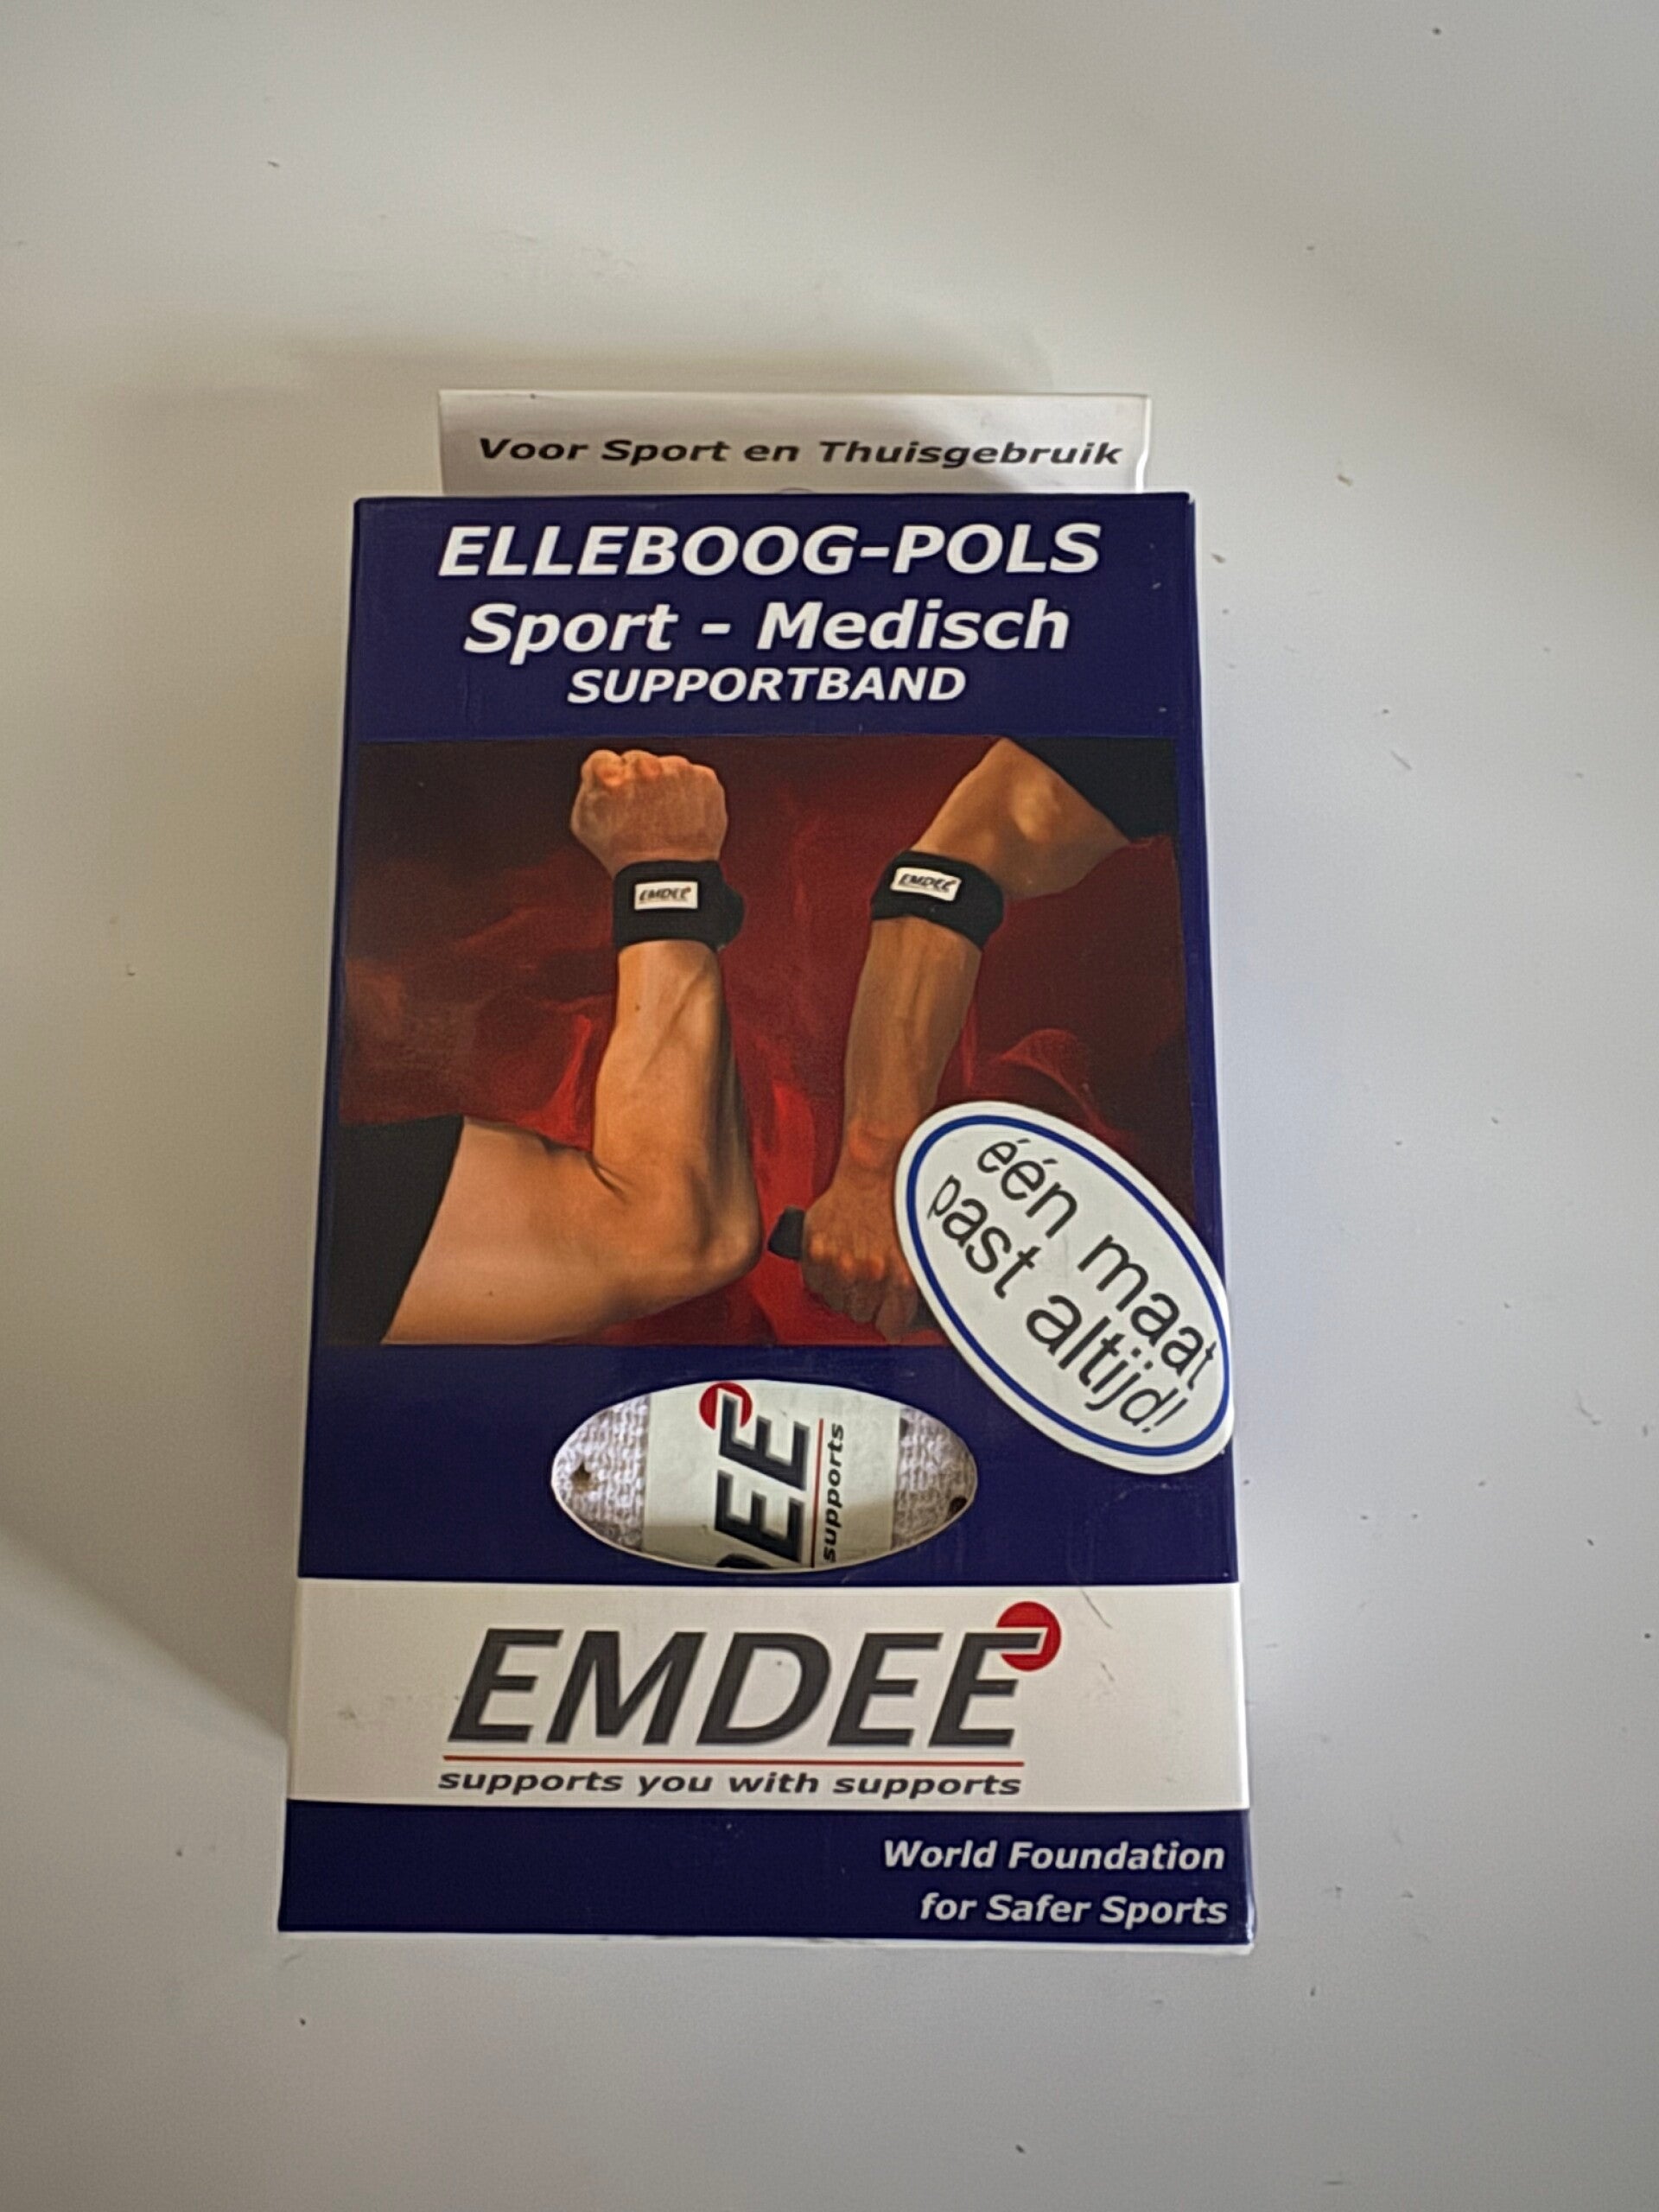 Voor Sport en Thuisgebruik
ELLEBOOG-POLS
Sport - Medisch
SUPPORTBAND
EMDEE
EMDEE
één maat
past altijd!
DEE
supports
EMDEE
supports you with supports
World Foundation
for Safer Sports